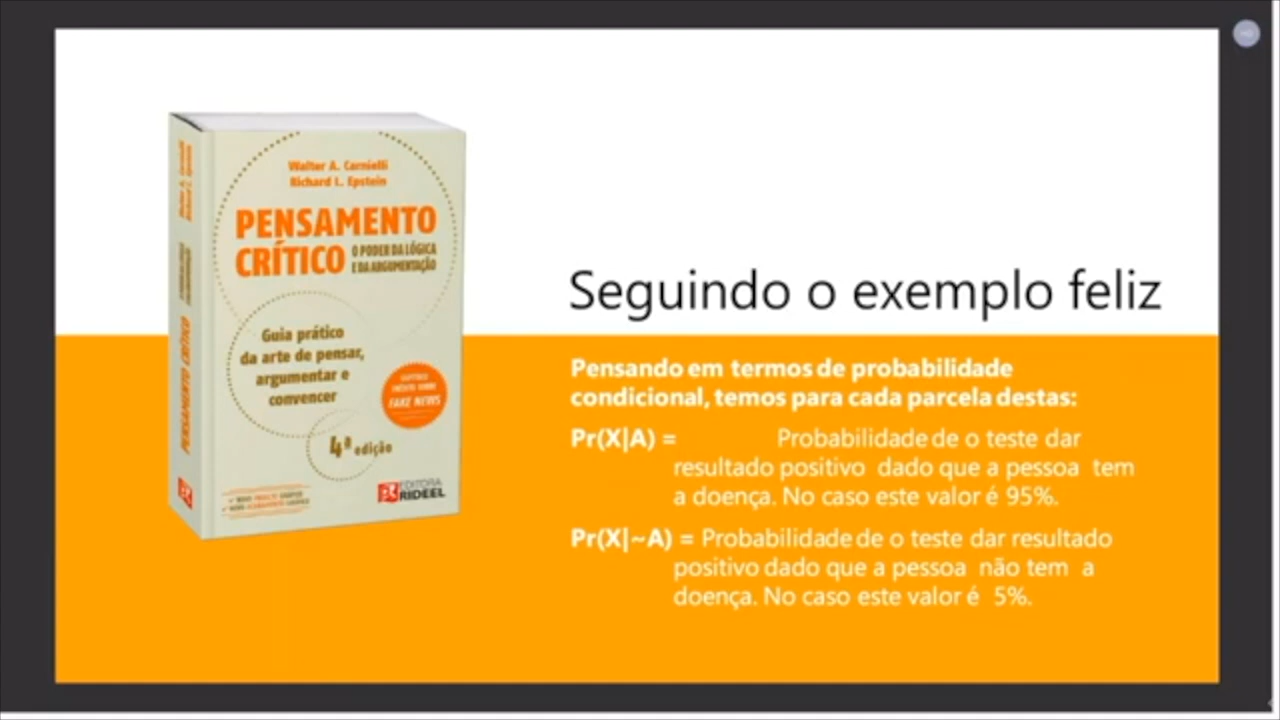 Walter A. Carnielli
Richard L. Epstein
PENSAMENTO
CRÍTICO O PODER DA LÓGICA
E DA ARGUMENTAÇÃO
Guia prático
da arte de pensar,
argumentar e
convencer
CAPÍTULO
INÉDITO SOBRE
FAKE NEWS
4ª edição
EDITORA
RIDEEL
PENSAMENTO CRÍTICO
Seguindo o exemplo feliz
Pensando em termos de probabilidade
condicional, temos para cada parcela destas:
Pr(X|A) = Probabilidade de o teste dar
resultado positivo dado que a pessoa tem
a doença. No caso este valor é 95%.
Pr(X|~A) = Probabilidade de o teste dar resultado
positivo dado que a pessoa não tem a
doença. No caso este valor é 5%.